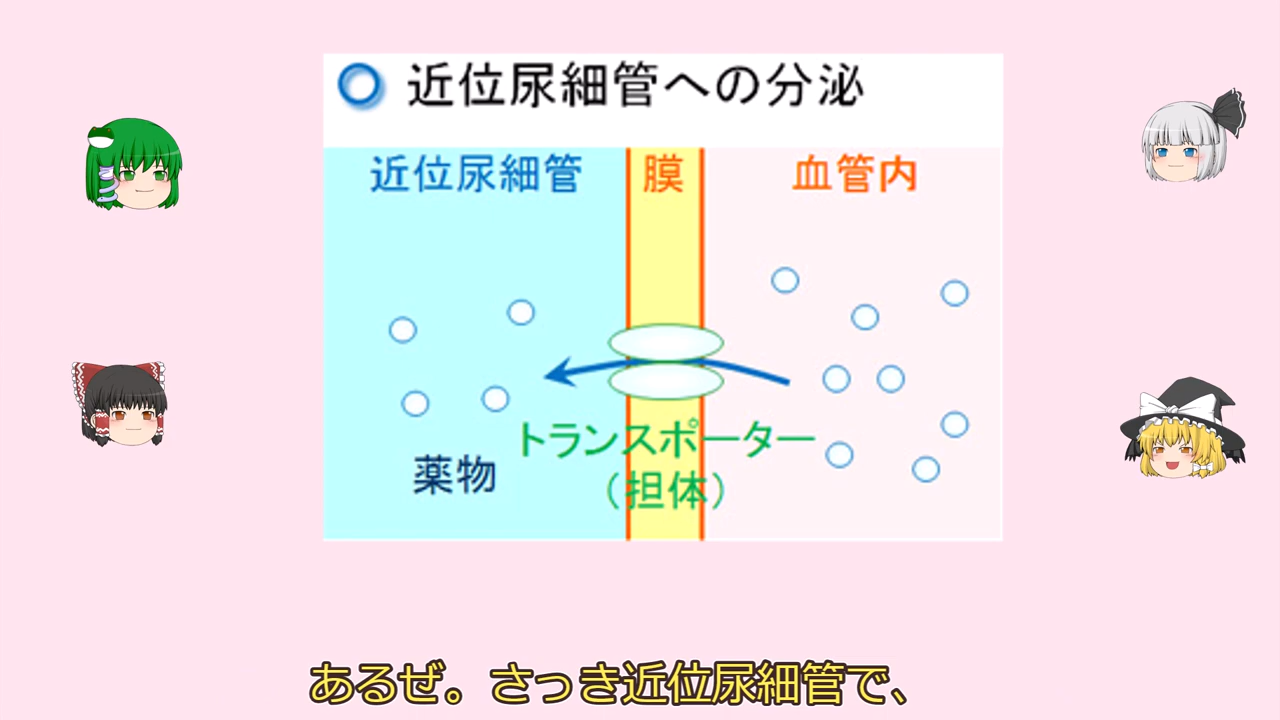 近位尿細管への分泌
近位尿細管
膜
血管内
トランスポーター
（担体）
薬物
あるぜ。さっき近位尿細管で、